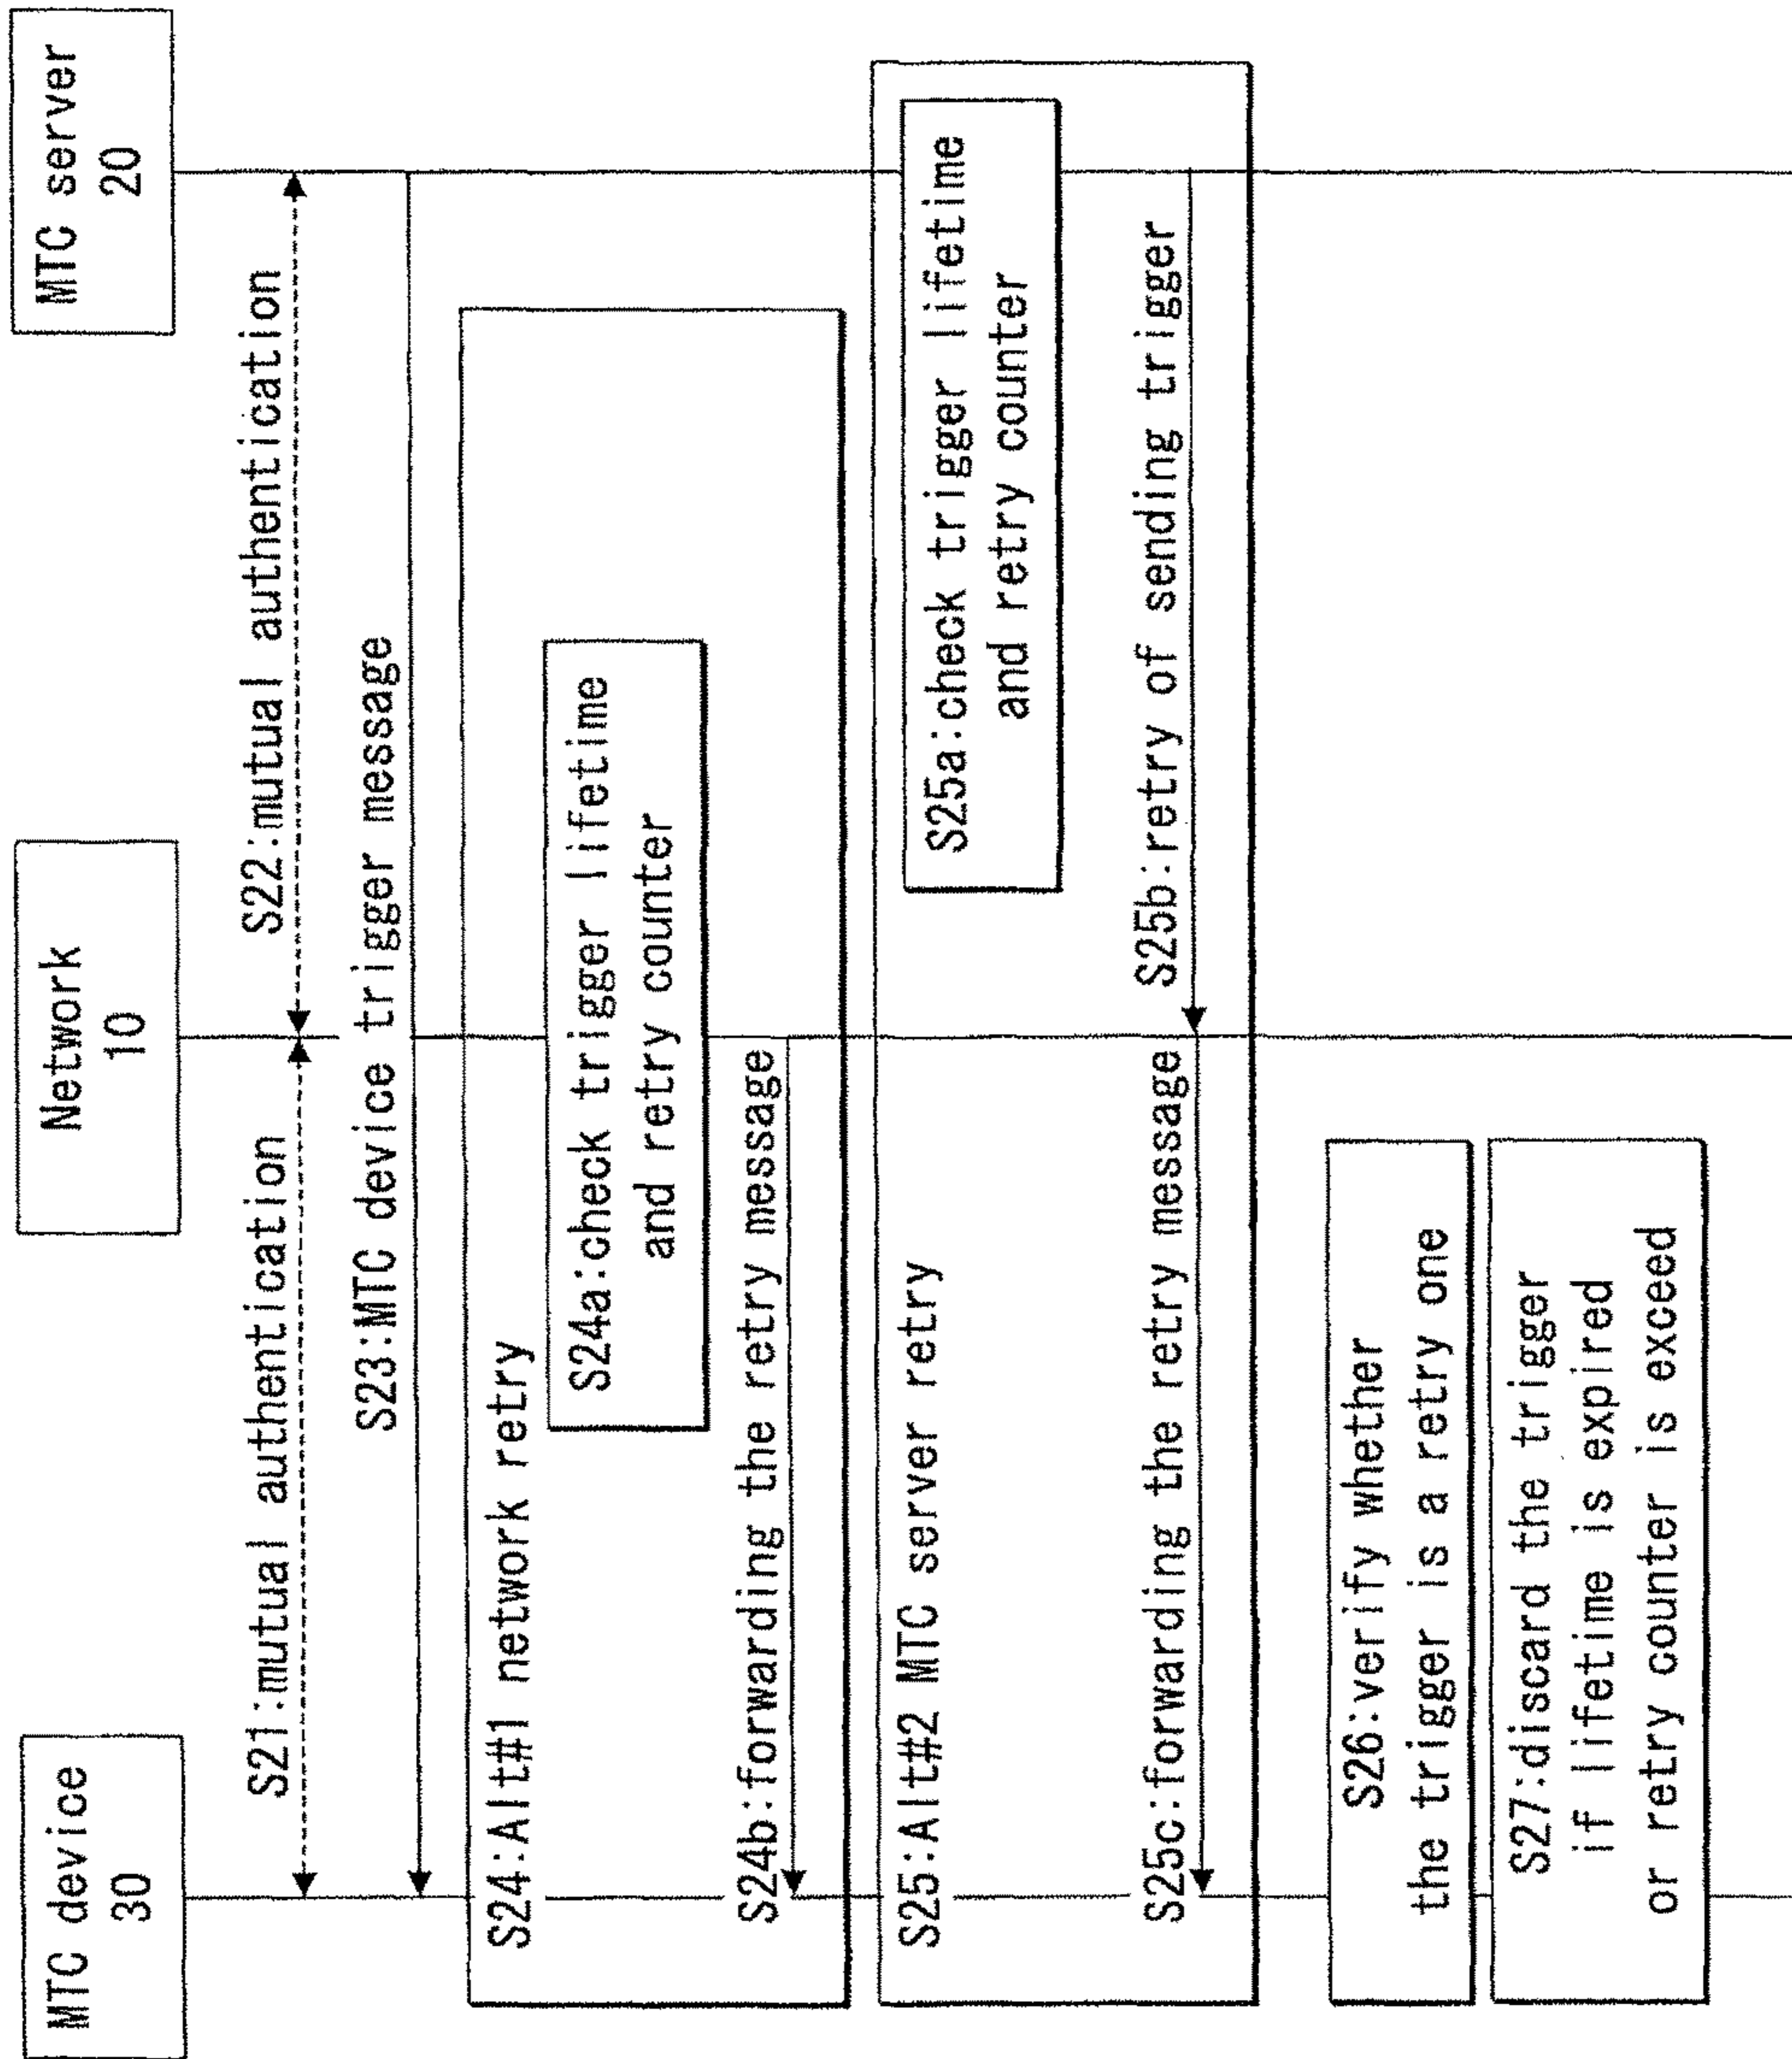 MTC device
30
Network
10
MTC server
20
S21:mutual authentication
S22:mutual authentication
S23:MTC device trigger message
S24:Alt#1 network retry
S24a:check trigger lifetime
and retry counter
S24b:forwarding the retry message
S25:Alt#2 MTC server retry
S25a:check trigger lifetime
and retry counter
S25b:retry of sending trigger
S25c:forwarding the retry message
S26:verify whether
the trigger is a retry one
S27:discard the trigger
if lifetime is expired
or retry counter is exceed